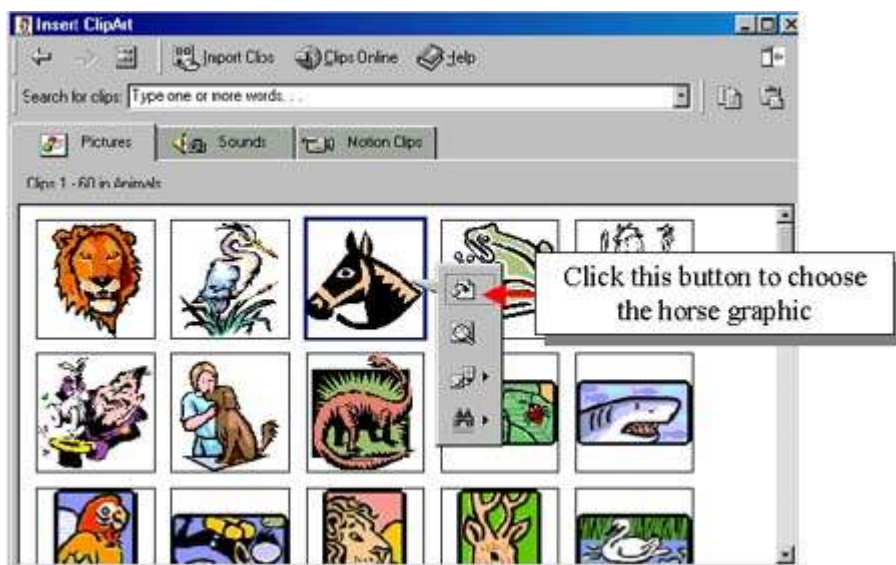 Insert ClipArt
Import Clips Clips Online Help
Search for clips: Type one or more words. . .
Pictures Sounds Motion Clips
Clips 1 - 60 in Animals
Click this button to choose
the horse graphic